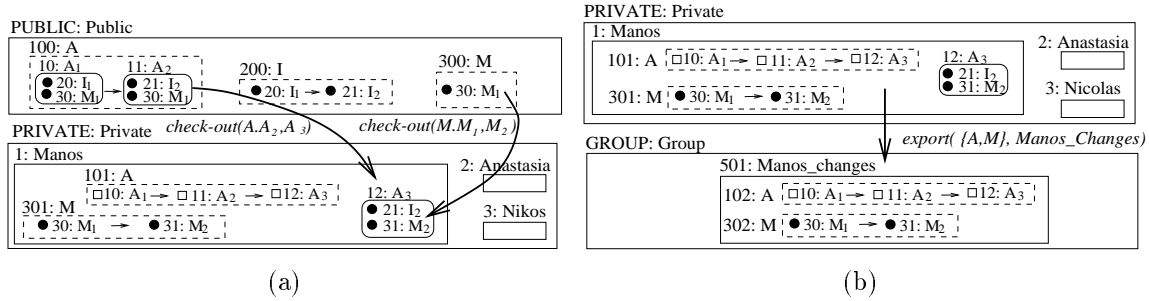 PUBLIC: Public
100: A
10: A1
11: A2
20: I1
30: M1
21: I2
30: M1
200: I
20: I1
21: I2
300: M
30: M1
check-out(A.A2,A3)
check-out(M.M1,M2)
PRIVATE: Private
1: Manos
101: A
10: A1
11: A2
12: A3
301: M
30: M1
31: M2
12: A3
21: I2
31: M2
2: Anastasia
3: Nikos
(a)
PRIVATE: Private
1: Manos
101: A
10: A1
11: A2
12: A3
301: M
30: M1
31: M2
12: A3
21: I2
31: M2
2: Anastasia
3: Nicolas
export( {A,M}, Manos_Changes)
GROUP: Group
501: Manos_changes
102: A
10: A1
11: A2
12: A3
302: M
30: M1
31: M2
(b)